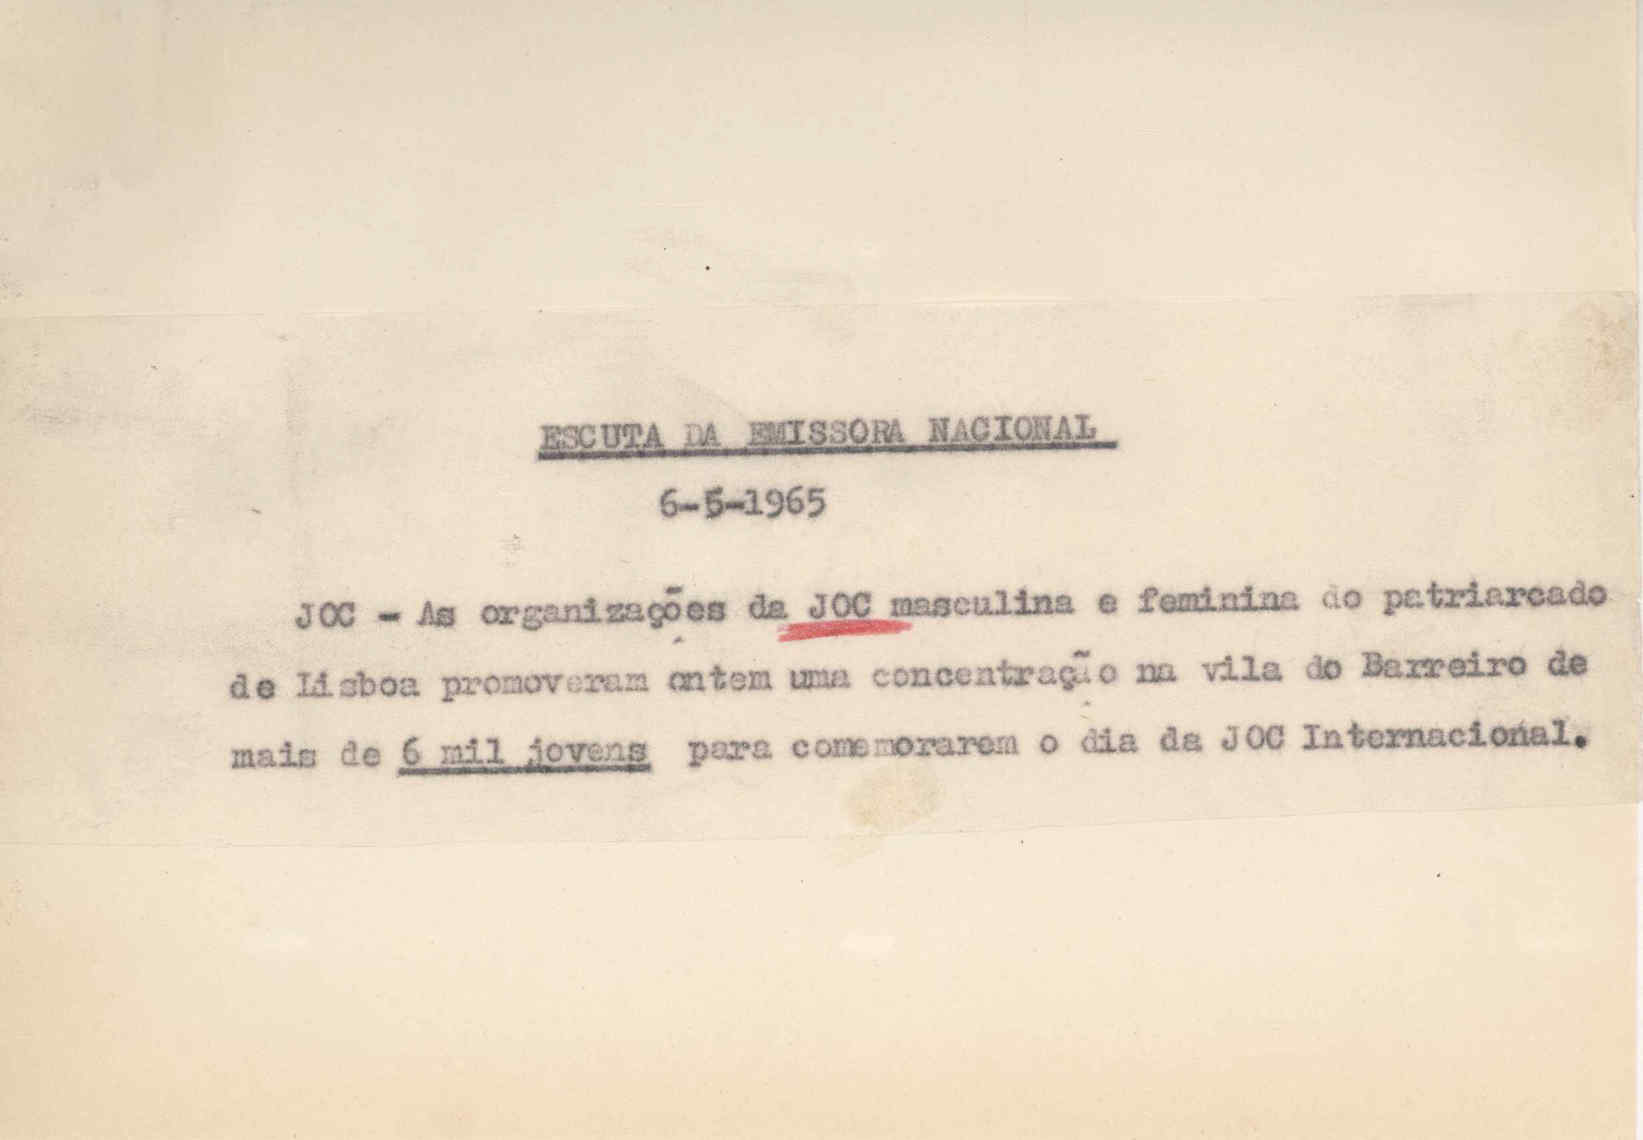 ESCUTA DA EMISSORA NACIONAL
6-5-1965
JOC - As organizações da JOC masculina e feminina do patriarcado
de Lisboa promoveram ontem uma concentração na vila do Barreiro de
mais de 6 mil jovens para comemorarem o dia da JOC Internacional.